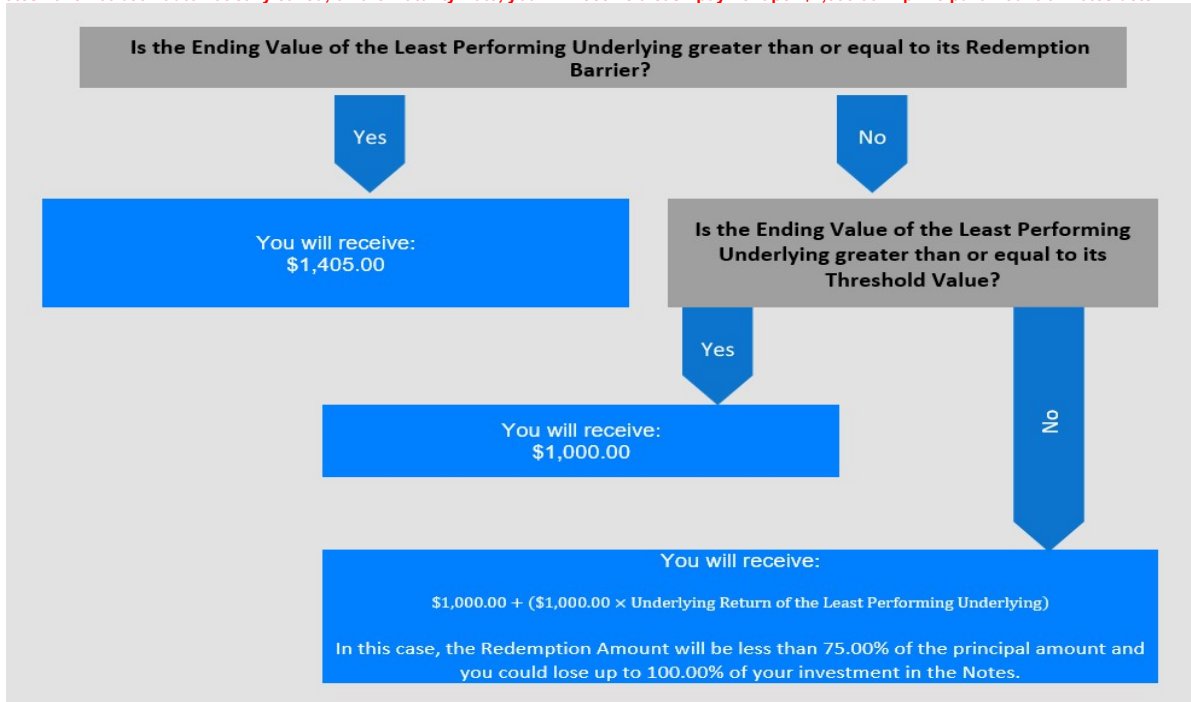 Is the Ending Value of the Least Performing Underlying greater than or equal to its Redemption
Barrier?
Yes
No
You will receive:
$1,405.00
Is the Ending Value of the Least Performing
Underlying greater than or equal to its
Threshold Value?
Yes
No
You will receive:
$1,000.00
You will receive:
$1,000.00 + ($1,000.00 × Underlying Return of the Least Performing Underlying)
In this case, the Redemption Amount will be less than 75.00% of the principal amount and
you could lose up to 100.00% of your investment in the Notes.